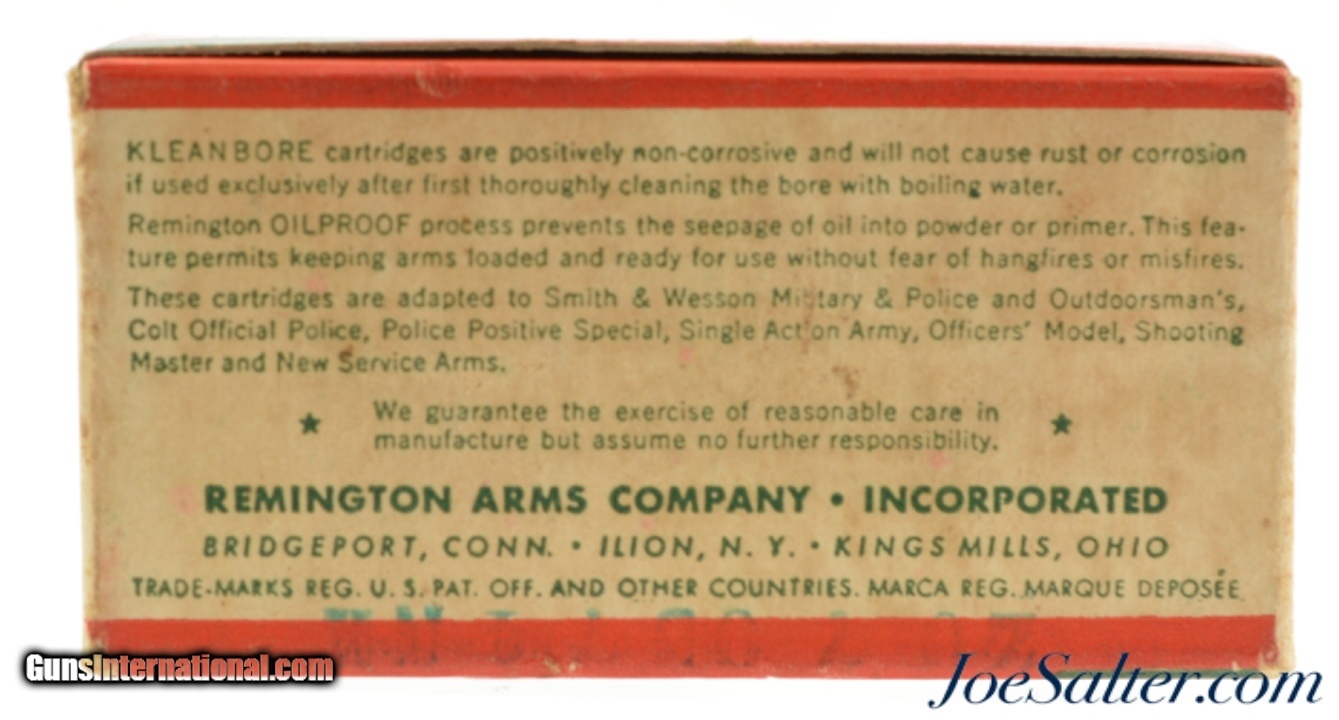 KLEANBORE cartridges are positively non-corrosive and will not cause rust or corrosion
if used exclusively after first thoroughly cleaning the bore with boiling water.
Remington OILPROOF process prevents the seepage of oil into powder or primer. This fea-
ture permits keeping arms loaded and ready for use without fear of hangfires or misfires.
These cartridges are adapted to Smith & Wesson Military & Police and Outdoorsman's,
Colt Official Police, Police Positive Special, Single Action Army, Officers' Model, Shooting
Master and New Service Arms.
★ We guarantee the exercise of reasonable care in ★
manufacture but assume no further responsibility.
REMINGTON ARMS COMPANY • INCORPORATED
BRIDGEPORT, CONN. • ILION, N. Y. • KINGS MILLS, OHIO
TRADE-MARKS REG. U. S. PAT. OFF. AND OTHER COUNTRIES. MARCA REG. MARQUE DEPOSÉE
GunsInternational.com
JoeSalter.com